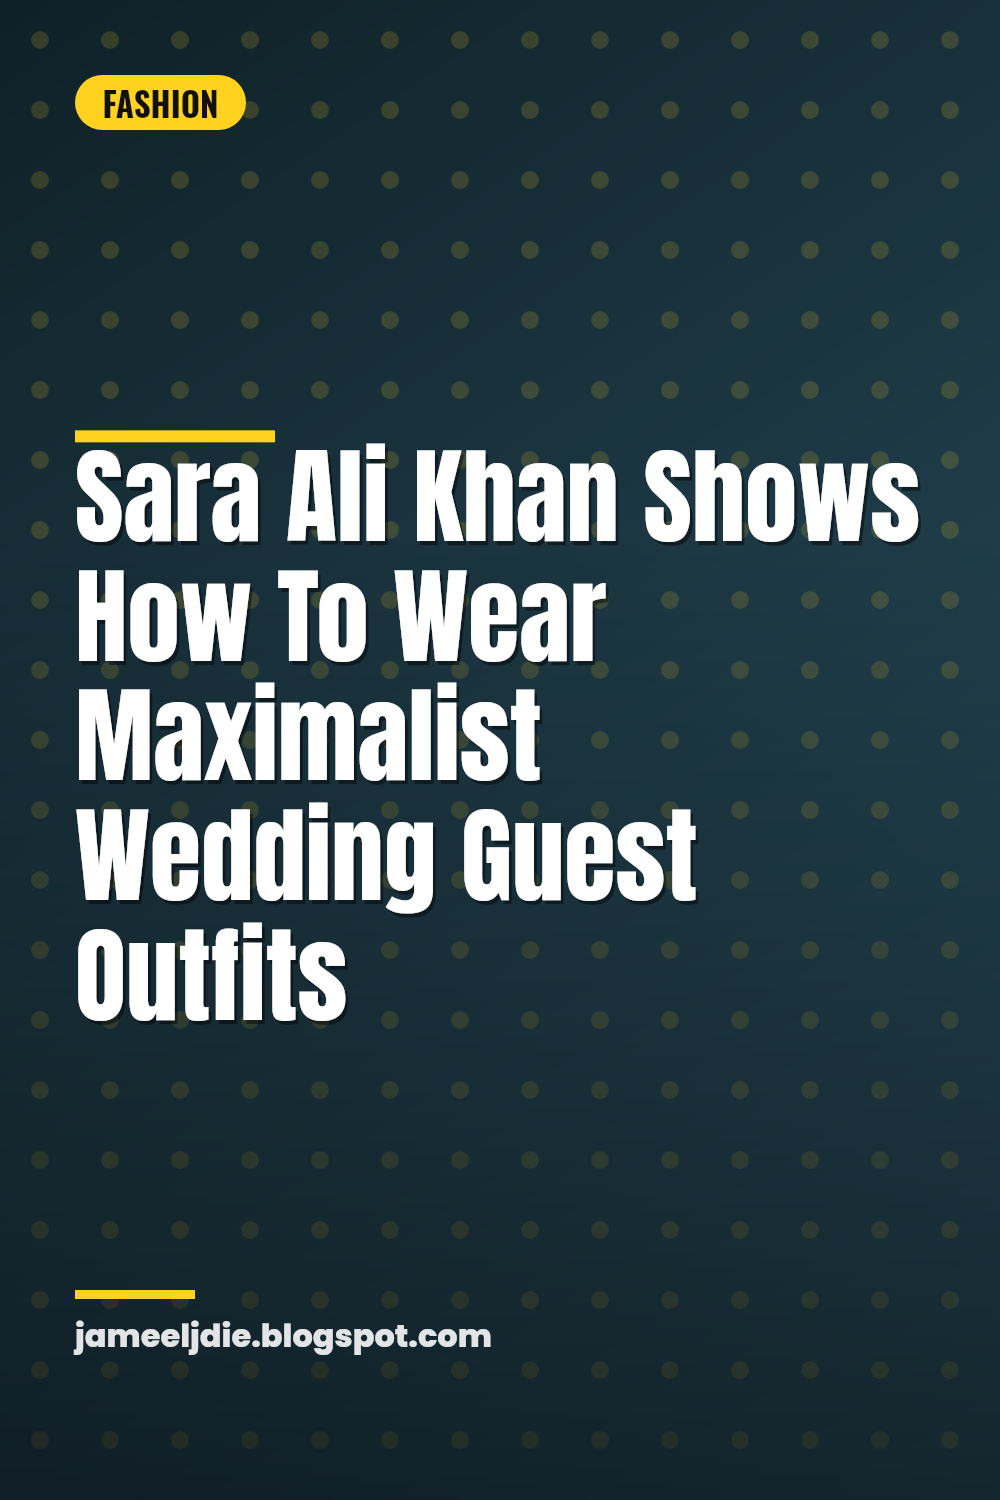 FASHION
Sara Ali Khan Shows
How To Wear
Maximalist
Wedding Guest
Outfits
jameeljdie.blogspot.com